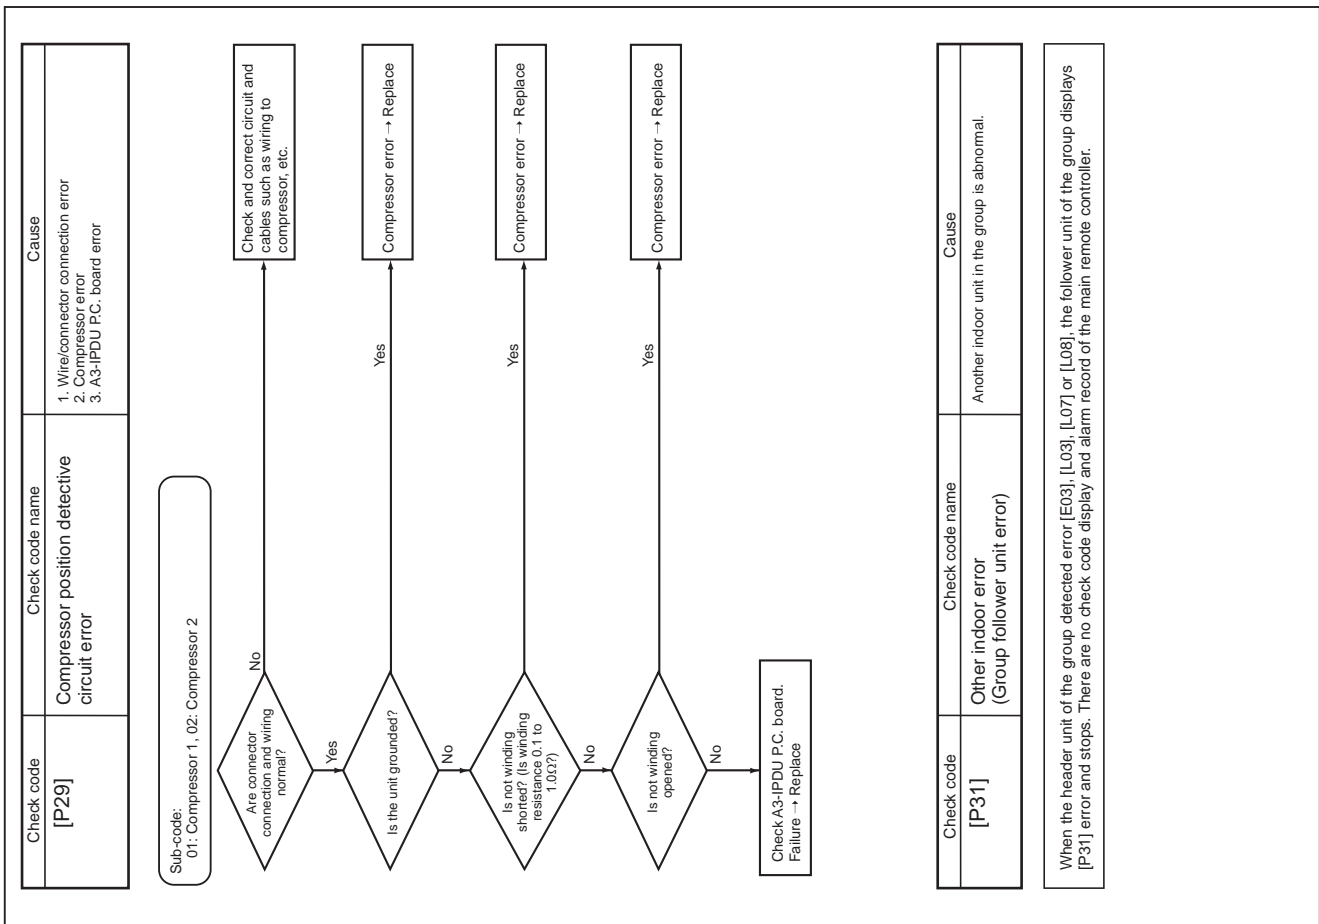 Check code
Check code name
Cause
[P29]
Compressor position detective
circuit error
1. Wire/connector connection error
2. Compressor error
3. A3-IPDU P.C. board error
Sub-code:
01: Compressor 1, 02: Compressor 2
Are connector
connection and wiring
normal?
No
Check and correct circuit and
cables such as wiring to
compressor, etc.
Yes
Is the unit grounded?
Yes
Compressor error → Replace
No
Is not winding
shorted? (Is winding
resistance 0.1 to
1.0Ω?)
Yes
Compressor error → Replace
No
Is not winding
opened?
Yes
Compressor error → Replace
No
Check A3-IPDU P.C. board.
Failure → Replace
Check code
Check code name
Cause
[P31]
Other indoor error
(Group follower unit error)
Another indoor unit in the group is abnormal.
When the header unit of the group detected error [E03], [L03], [L07] or [L08], the follower unit of the group displays
[P31] error and stops. There are no check code display and alarm record of the main remote controller.